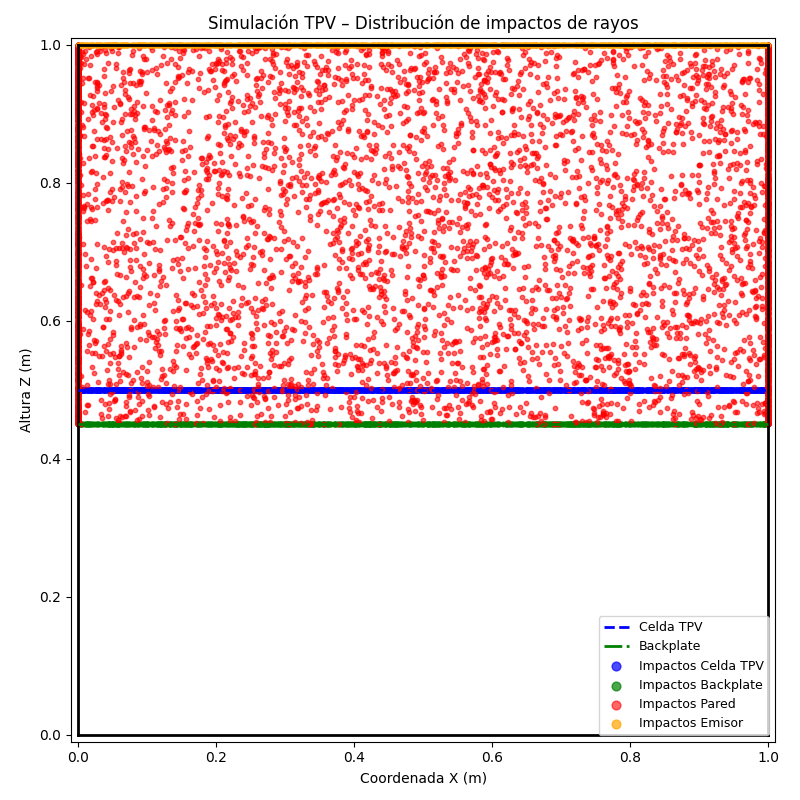 Simulación TPV – Distribución de impactos de rayos
1.0
0.8
0.6
0.4
0.2
0.0
Altura Z (m)
Celda TPV
Backplate
Impactos Celda TPV
Impactos Backplate
Impactos Pared
Impactos Emisor
0.0 0.2 0.4 0.6 0.8 1.0
Coordenada X (m)